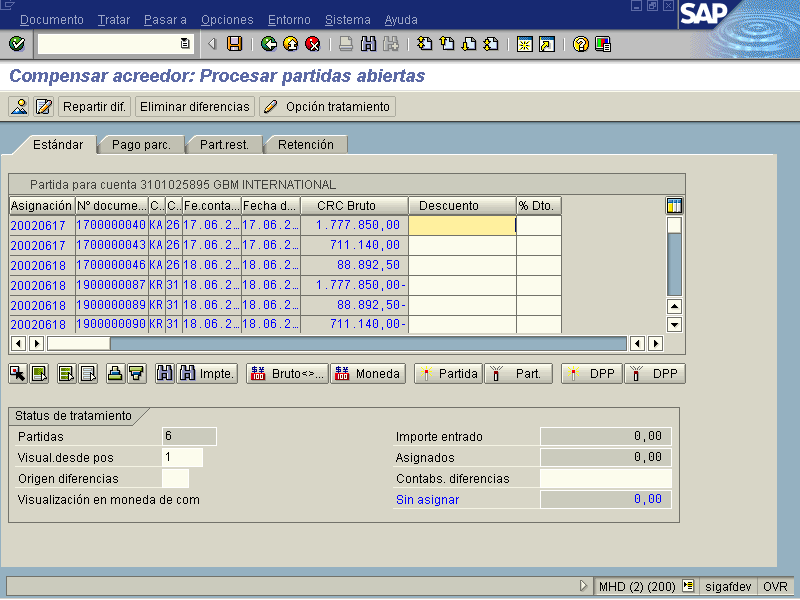 Documento Tratar Pasar a Opciones Entorno Sistema Ayuda
SAP
Compensar acreedor: Procesar partidas abiertas
Repartir dif. Eliminar diferencias Opción tratamiento
Estándar Pago parc. Part.rest. Retención
Partida para cuenta 3101025895 GBM INTERNATIONAL
Asignación Nº docume... C.. C.. Fe.conta... Fecha d... CRC Bruto Descuento % Dto.
20020617 1700000040 KA 26 17.06.2... 17.06.2... 1.777.850,00
20020617 1700000043 KA 26 17.06.2... 17.06.2... 711.140,00
20020618 1700000046 KA 26 18.06.2... 18.06.2... 88.892,50
20020618 1900000087 KR 31 18.06.2... 18.06.2... 1.777.850,00-
20020618 1900000089 KR 31 18.06.2... 18.06.2... 88.892,50-
20020618 1900000090 KR 31 18.06.2... 18.06.2... 711.140,00-
Impte. Bruto<>... Moneda Partida Part. DPP DPP
Status de tratamiento
Partidas 6 Importe entrado 0,00
Visual.desde pos 1 Asignados 0,00
Origen diferencias Contabs. diferencias
Visualización en moneda de com Sin asignar 0,00
MHD (2) (200) sigafdev OVR